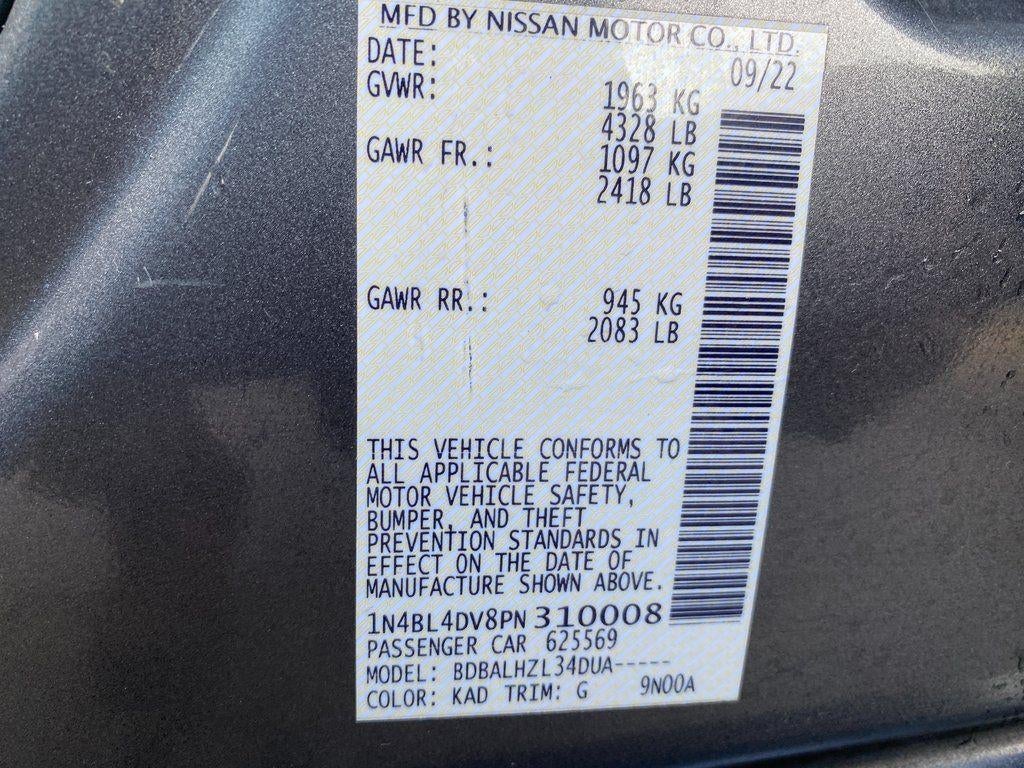 MFD BY NISSAN MOTOR CO., LTD.
DATE: 09/22
GVWR: 1963 KG
4328 LB
GAWR FR.: 1097 KG
2418 LB
GAWR RR.: 945 KG
2083 LB
THIS VEHICLE CONFORMS TO
ALL APPLICABLE FEDERAL
MOTOR VEHICLE SAFETY,
BUMPER, AND THEFT
PREVENTION STANDARDS IN
EFFECT ON THE DATE OF
MANUFACTURE SHOWN ABOVE.
1N4BL4DV8PN310008
PASSENGER CAR 625569
MODEL: BDBALHZL34DUA-----
COLOR: KAD TRIM: G 9N00A